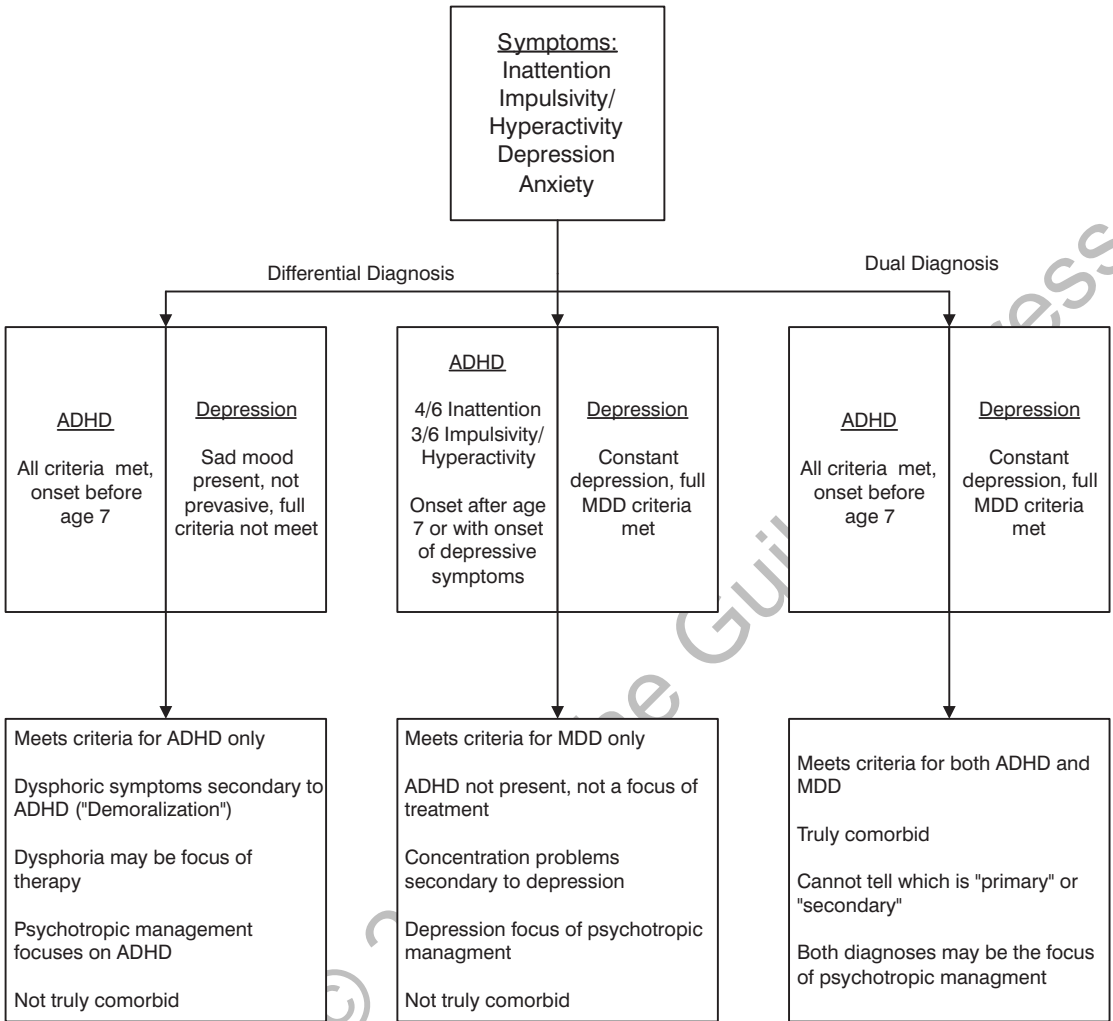 Symptoms:
Inattention
Impulsivity/
Hyperactivity
Depression
Anxiety
Differential Diagnosis
Dual Diagnosis
ADHD
All criteria met,
onset before
age 7
Depression
Sad mood
present, not
prevasive, full
criteria not meet
ADHD
4/6 Inattention
3/6 Impulsivity/
Hyperactivity
Onset after age
7 or with onset
of depressive
symptoms
Depression
Constant
depression, full
MDD criteria
met
ADHD
All criteria met,
onset before
age 7
Depression
Constant
depression, full
MDD criteria
met
Meets criteria for ADHD only
Dysphoric symptoms secondary to
ADHD ("Demoralization")
Dysphoria may be focus of
therapy
Psychotropic management
focuses on ADHD
Not truly comorbid
Meets criteria for MDD only
ADHD not present, not a focus of
treatment
Concentration problems
secondary to depression
Depression focus of psychotropic
managment
Not truly comorbid
Meets criteria for both ADHD and
MDD
Truly comorbid
Cannot tell which is "primary" or
"secondary"
Both diagnoses may be the focus
of psychotropic managment
©